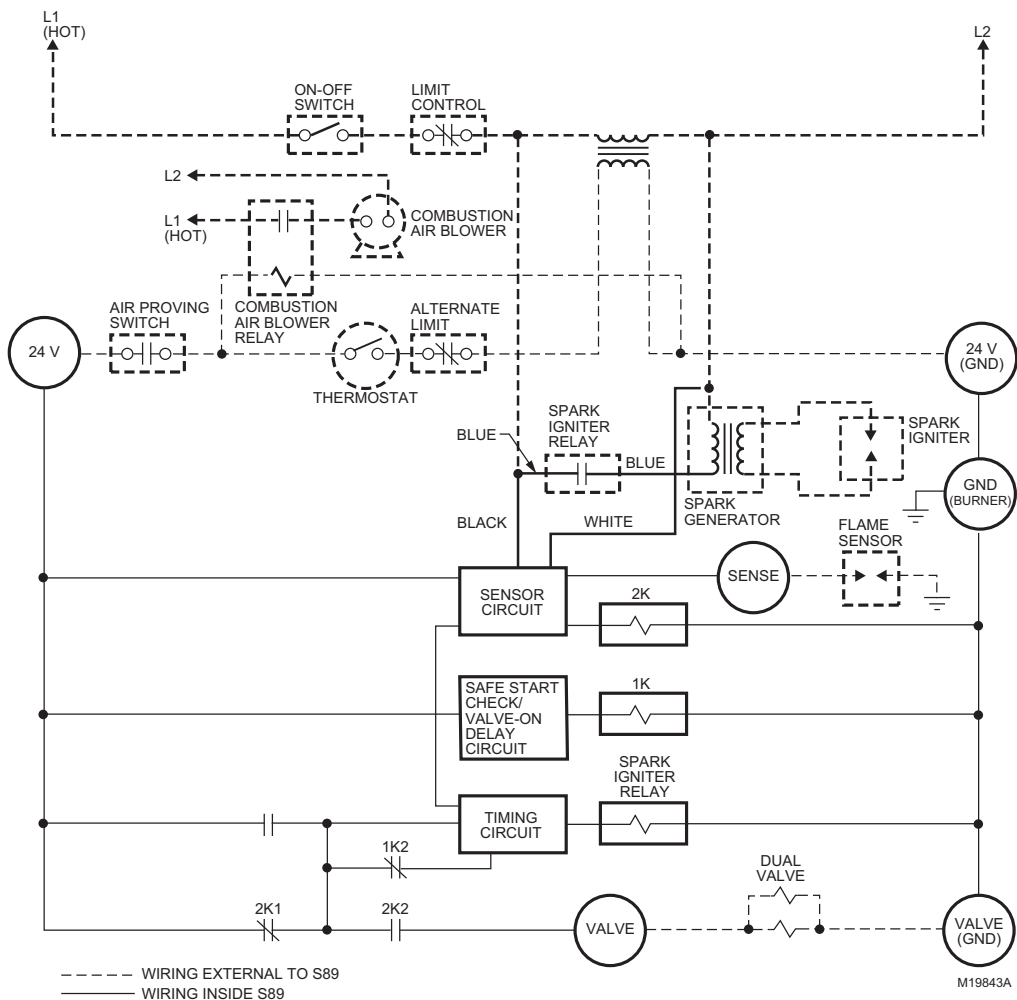 L1
(HOT)
L2
ON-OFF
SWITCH
LIMIT
CONTROL
L2
L1
(HOT)
COMBUSTION
AIR BLOWER
AIR PROVING
SWITCH
COMBUSTION
AIR BLOWER
RELAY
ALTERNATE
LIMIT
24 V
24 V
(GND)
THERMOSTAT
SPARK
IGNITER
RELAY
BLUE
BLUE
SPARK
IGNITER
SPARK
GENERATOR
GND
(BURNER)
BLACK
WHITE
FLAME
SENSOR
SENSOR
CIRCUIT
SENSE
2K
SAFE START
CHECK/
VALVE-ON
DELAY
CIRCUIT
1K
SPARK
IGNITER
RELAY
TIMING
CIRCUIT
1K2
DUAL
VALVE
2K1
2K2
VALVE
VALVE
(GND)
WIRING EXTERNAL TO S89
WIRING INSIDE S89
M19843A